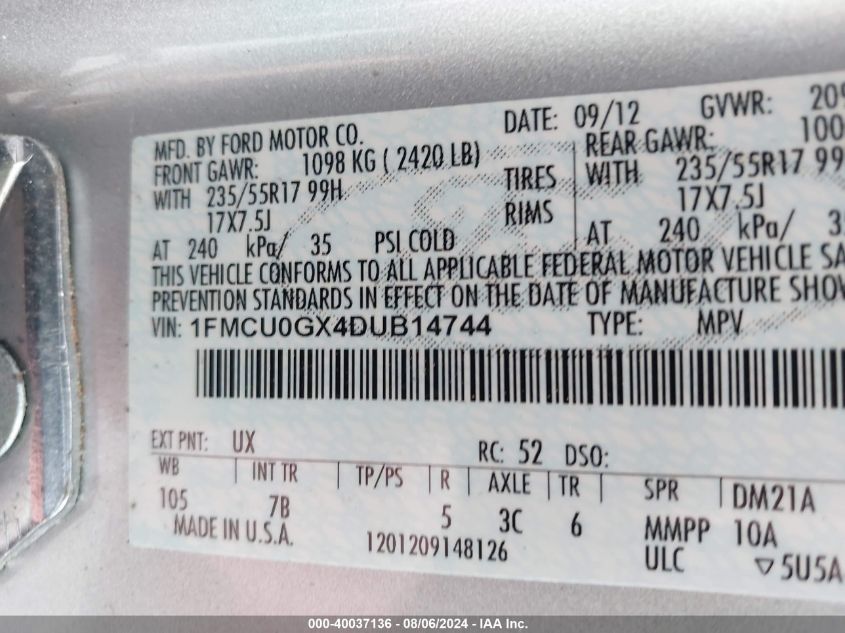 MFD. BY FORD MOTOR CO. DATE: 09/12 GVWR:
FRONT GAWR: 1098 KG ( 2420 LB) REAR GAWR:
WITH 235/55R17 99H TIRES WITH 235/55R17 99
17X7.5J RIMS 17X7.5J
AT 240 kPa/ 35 PSI COLD AT 240 kPa/
THIS VEHICLE CONFORMS TO ALL APPLICABLE FEDERAL MOTOR VEHICLE
PREVENTION STANDARDS IN EFFECT ON THE DATE OF MANUFACTURE
VIN: 1FMCU0GX4DUB14744 TYPE: MPV
EXT PNT: UX RC: 52 DSO:
WB INT TR TP/PS R AXLE TR SPR DM21A
105 7B 5 3C 6 MMPP 10A
MADE IN U.S.A. 1201209148126 ULC ▽5U5A
000-40037136 - 08/06/2024 - IAA Inc.